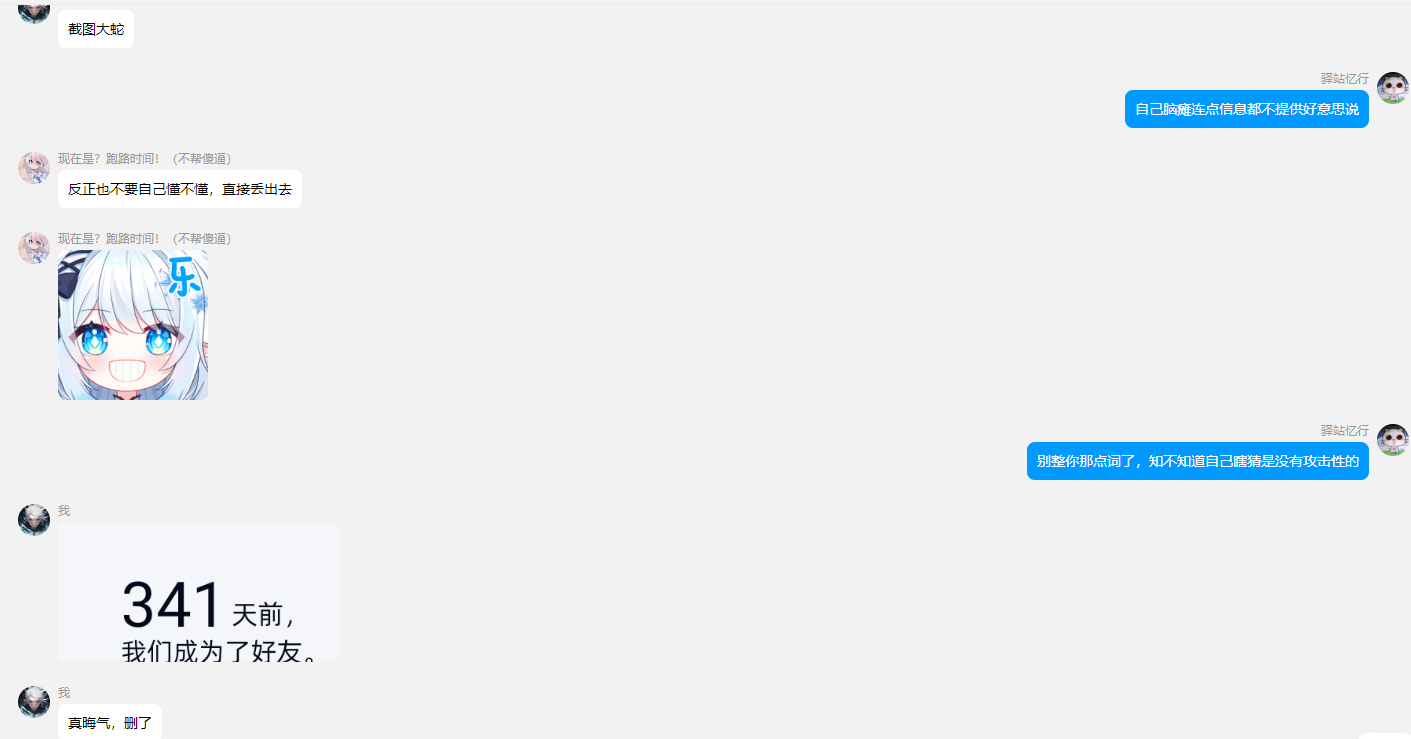 截图大蛇
驿站忆行
自己脑瘫连点信息都不提供好意思说
现在是？跑路时间！（不帮傻逼）
反正也不要自己懂不懂，直接丢出去
现在是？跑路时间！（不帮傻逼）
乐
驿站忆行
别整你那点词了，知不知道自己瞎猜是没有攻击性的
我
341 天前，
我们成为了好友。
我
真晦气，删了